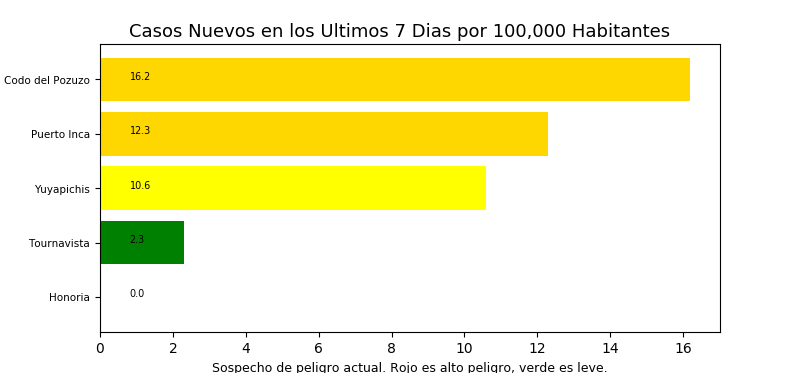 Casos Nuevos en los Ultimos 7 Dias por 100,000 Habitantes
Codo del Pozuzo 16.2
Puerto Inca 12.3
Yuyapichis 10.6
Tournavista 2.3
Honoria 0.0
0 2 4 6 8 10 12 14 16
Sospecho de peligro actual. Rojo es alto peligro, verde es leve.